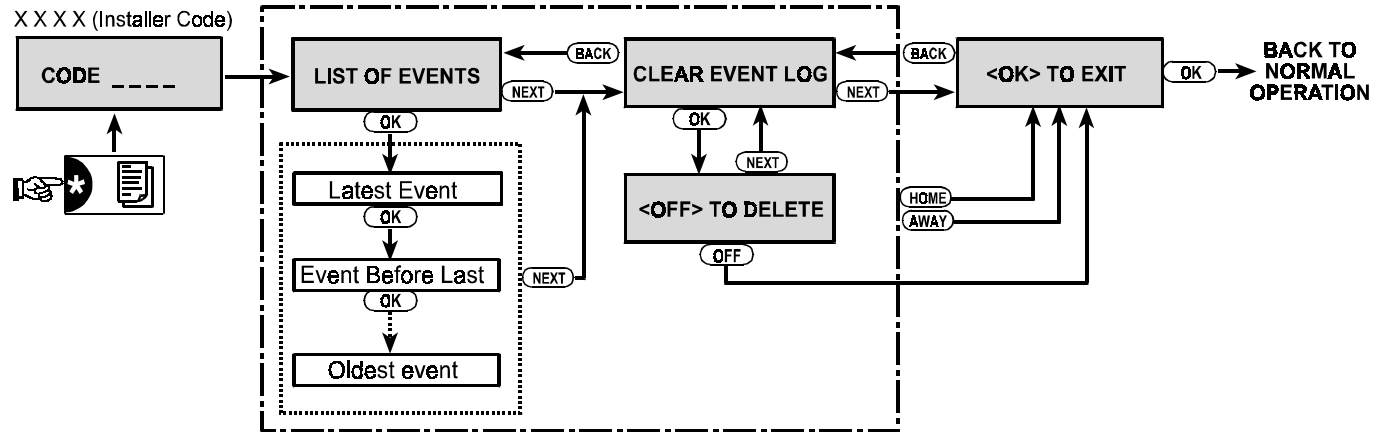 X X X X (Installer Code)
CODE _ _ _ _
*
LIST OF EVENTS
BACK
NEXT
CLEAR EVENT LOG
BACK
NEXT
<OK> TO EXIT
OK
BACK TO
NORMAL
OPERATION
OK
Latest Event
OK
Event Before Last
OK
Oldest event
NEXT
OK
NEXT
<OFF> TO DELETE
OFF
HOME
AWAY